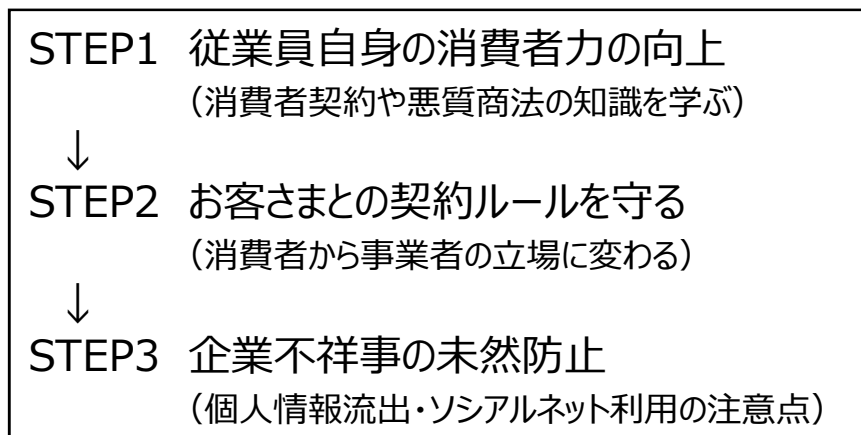 STEP1 従業員自身の消費者力の向上
（消費者契約や悪質商法の知識を学ぶ）
↓
STEP2 お客さまとの契約ルールを守る
（消費者から事業者の立場に変わる）
↓
STEP3 企業不祥事の未然防止
（個人情報流出・ソシアルネット利用の注意点）